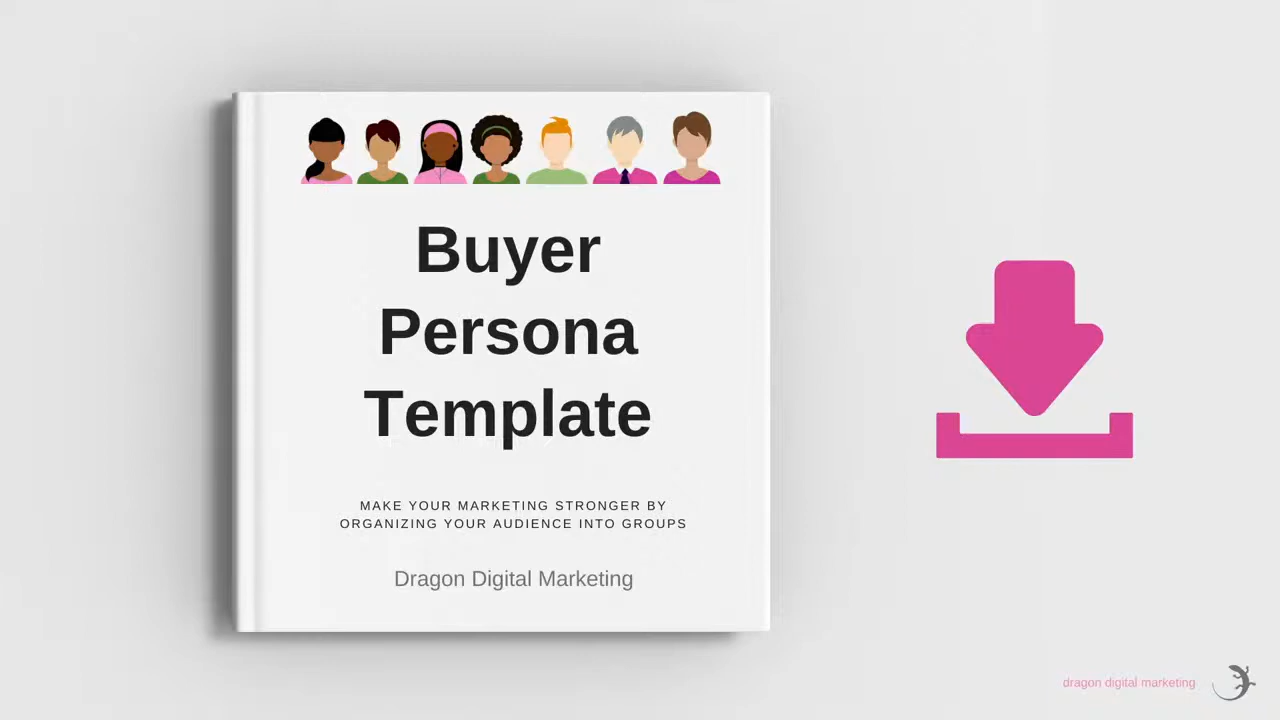 Buyer
Persona
Template
MAKE YOUR MARKETING STRONGER BY
ORGANIZING YOUR AUDIENCE INTO GROUPS
Dragon Digital Marketing
dragon digital marketing